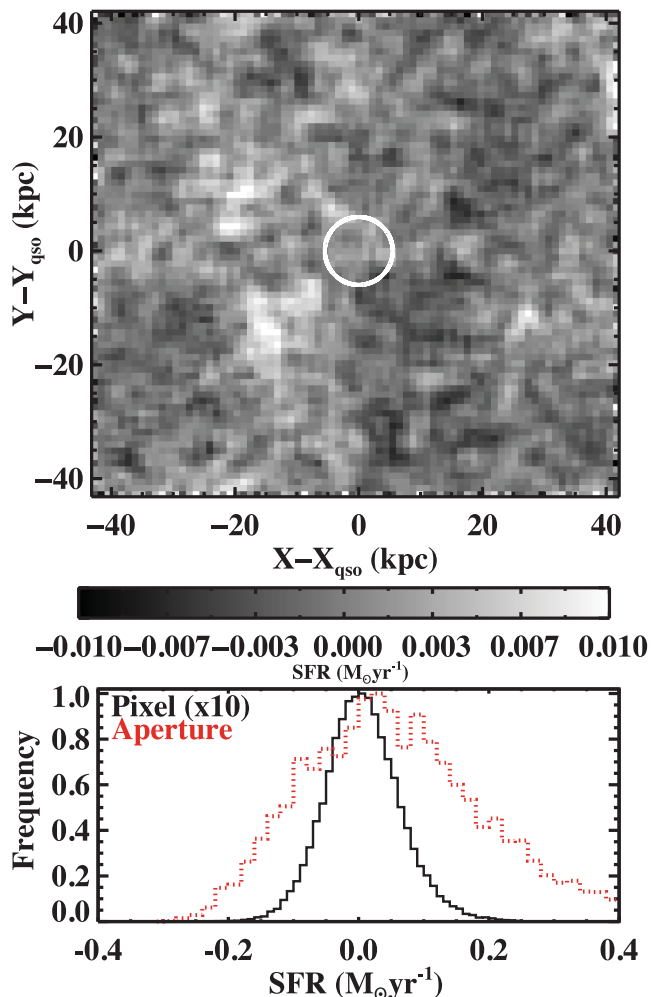 40
20
0
−20
−40
Y−Yqso (kpc)
−40 −20 0 20 40
X−Xqso (kpc)
−0.010 −0.007 −0.003 0.000 0.003 0.007 0.010
SFR (M⊙yr-1)
Pixel (x10)
Aperture
1.0
0.8
0.6
0.4
0.2
0.0
Frequency
-0.4 -0.2 0.0 0.2 0.4
SFR (M⊙yr-1)